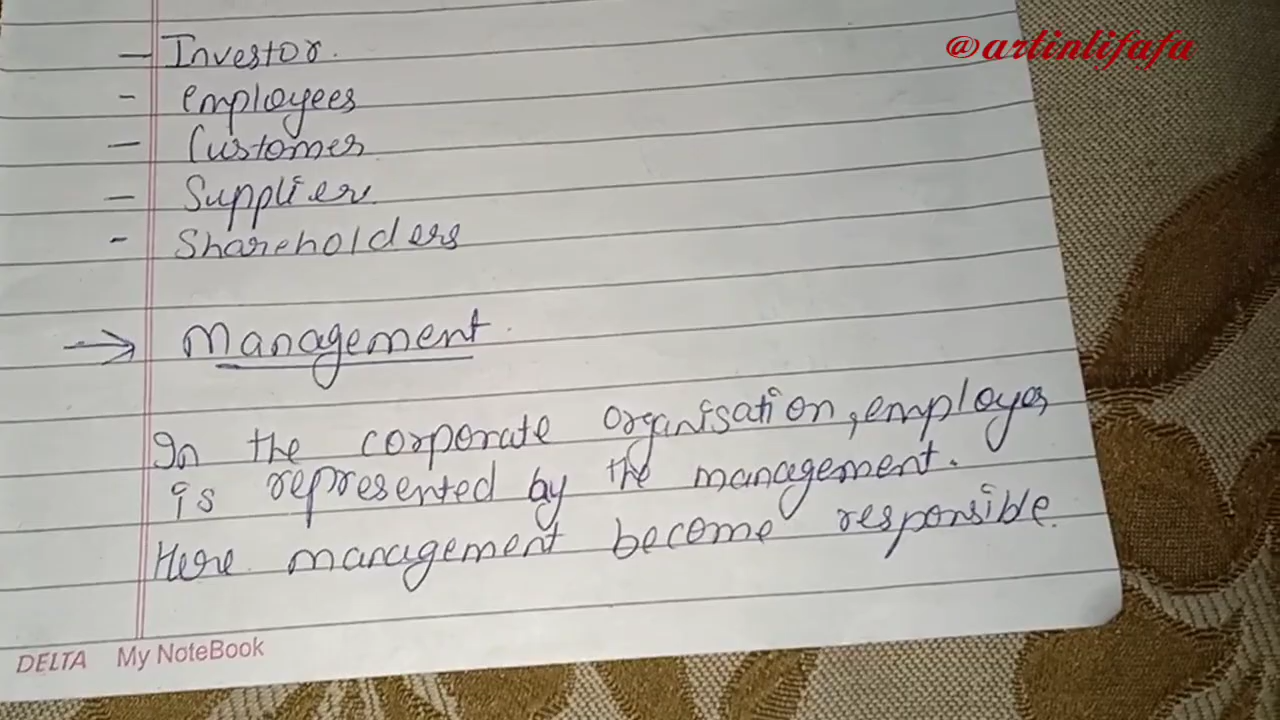 @artinlifafa
- Investor.
- employees
- Customer
- Supplier.
- Shareholders
→ Management.
In the corporate organisation, employes
is represented by the management.
Here management become responsible.
DELTA My NoteBook